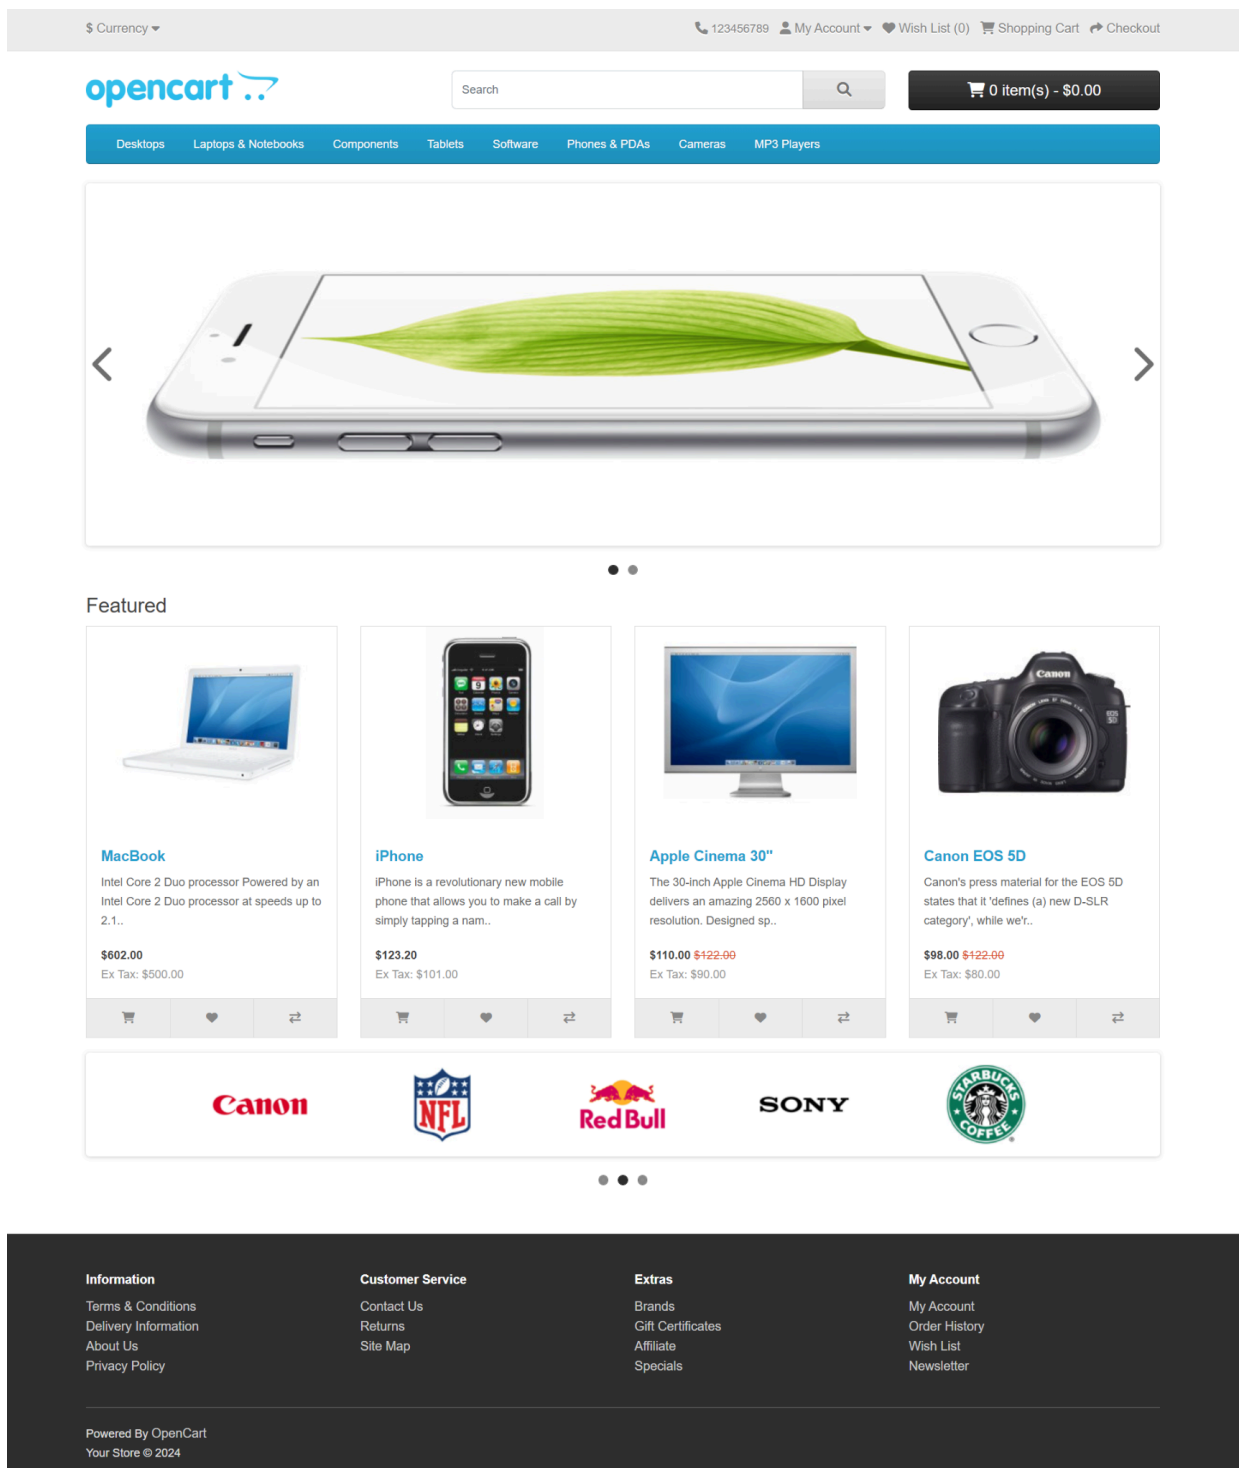 $ Currency
123456789 My Account Wish List (0) Shopping Cart Checkout
opencart
Search
0 item(s) - $0.00
Desktops Laptops & Notebooks Components Tablets Software Phones & PDAs Cameras MP3 Players
Featured
Canon
EOS
5D
MacBook
Intel Core 2 Duo processor Powered by an
Intel Core 2 Duo processor at speeds up to
2.1..
$602.00
Ex Tax: $500.00
iPhone
iPhone is a revolutionary new mobile
phone that allows you to make a call by
simply tapping a nam..
$123.20
Ex Tax: $101.00
Apple Cinema 30"
The 30-inch Apple Cinema HD Display
delivers an amazing 2560 x 1600 pixel
resolution. Designed sp..
$110.00 $122.00
Ex Tax: $90.00
Canon EOS 5D
Canon's press material for the EOS 5D
states that it 'defines (a) new D-SLR
category', while we'r..
$98.00 $122.00
Ex Tax: $80.00
Canon
NFL
Red Bull
SONY
STARBUCKS
COFFEE
Information
Terms & Conditions
Delivery Information
About Us
Privacy Policy
Customer Service
Contact Us
Returns
Site Map
Extras
Brands
Gift Certificates
Affiliate
Specials
My Account
My Account
Order History
Wish List
Newsletter
Powered By OpenCart
Your Store © 2024